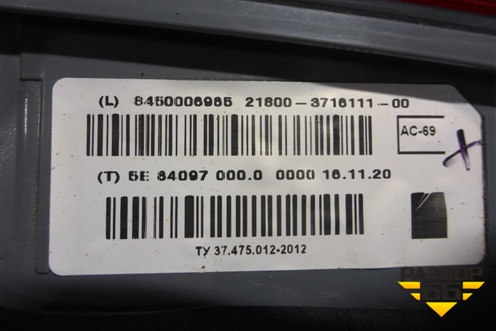 (L) 8450006965 21800-3716111-00
AC-69
(T) 5E 84097 000.0 0000 16.11.20
ТУ 37.475.012-2012
РАЗБОР
66